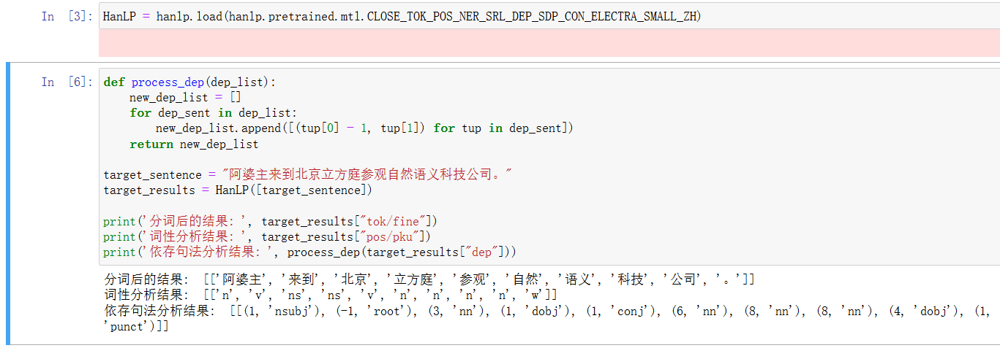 In [3]: HanLP = hanlp.load(hanlp.pretrained.mtl.CLOSE_TOK_POS_NER_SRL_DEP_SDP_CON_ELECTRA_SMALL_ZH)
In [6]: def process_dep(dep_list):
    new_dep_list = []
    for dep_sent in dep_list:
        new_dep_list.append([(tup[0] - 1, tup[1]) for tup in dep_sent])
    return new_dep_list
target_sentence = "阿婆主来到北京立方庭参观自然语义科技公司。"
target_results = HanLP([target_sentence])
print('分词后的结果: ', target_results["tok/fine"])
print('词性分析结果: ', target_results["pos/pku"])
print('依存句法分析结果: ', process_dep(target_results["dep"]))
分词后的结果:  [['阿婆主', '来到', '北京', '立方庭', '参观', '自然', '语义', '科技', '公司', '。']]
词性分析结果:  [['n', 'v', 'ns', 'ns', 'v', 'n', 'n', 'n', 'n', 'w']]
依存句法分析结果:  [[(1, 'nsubj'), (-1, 'root'), (3, 'nn'), (1, 'dobj'), (1, 'conj'), (6, 'nn'), (8, 'nn'), (8, 'nn'), (4, 'dobj'), (1,
'punct')]]